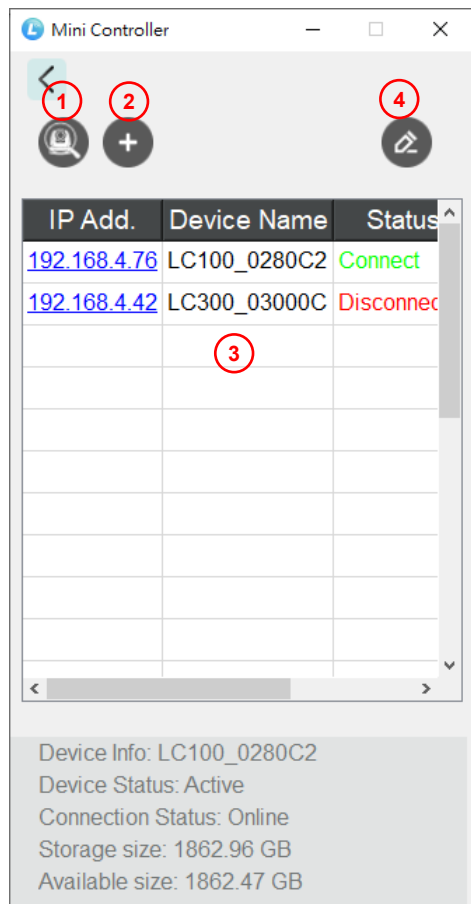 Mini Controller
1 2 4
IP Add. Device Name Status
192.168.4.76 LC100_0280C2 Connect
192.168.4.42 LC300_03000C Disconnec
3
Device Info: LC100_0280C2
Device Status: Active
Connection Status: Online
Storage size: 1862.96 GB
Available size: 1862.47 GB